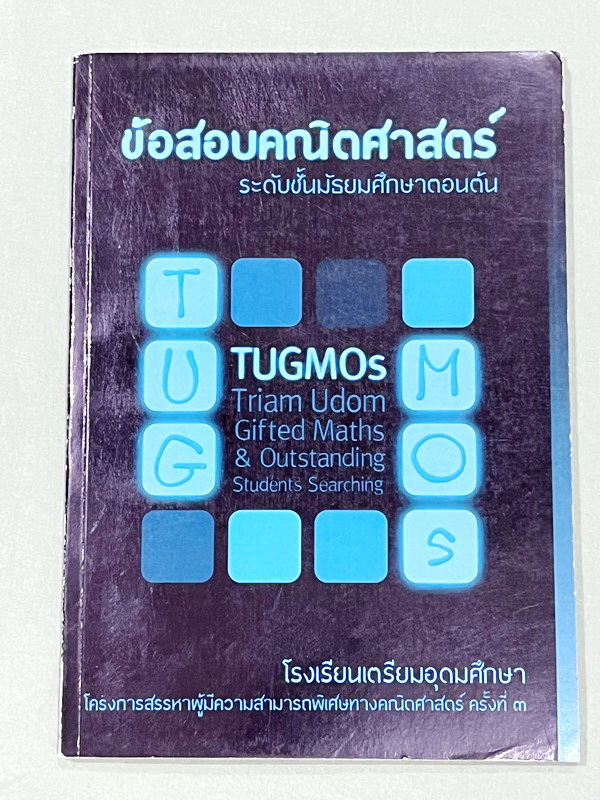 ข้อสอบคณิตศาสตร์
ระดับชั้นมัธยมศึกษาตอนต้น
T
U
G
TUGMOs
Triam Udom
Gifted Maths
& Outstanding
Students Searching
M
O
s
โรงเรียนเตรียมอุดมศึกษา
โครงการสรรหาผู้มีความสามารถพิเศษทางคณิตศาสตร์ ครั้งที่ ๓